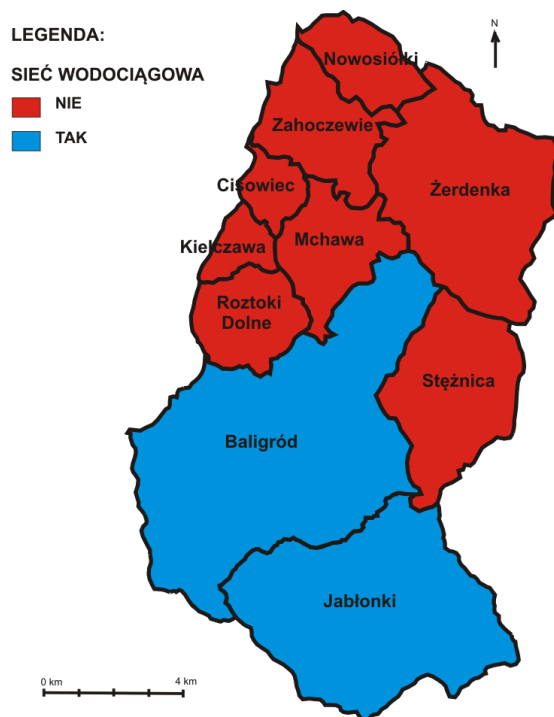 LEGENDA:
SIEĆ WODOCIĄGOWA
NIE
TAK
N
Nowosiółki
Zahoczewie
Cisowiec
Żerdenka
Kiełczawa
Mchawa
Roztoki
Dolne
Stężnica
Baligród
Jabłonki
0 km
4 km